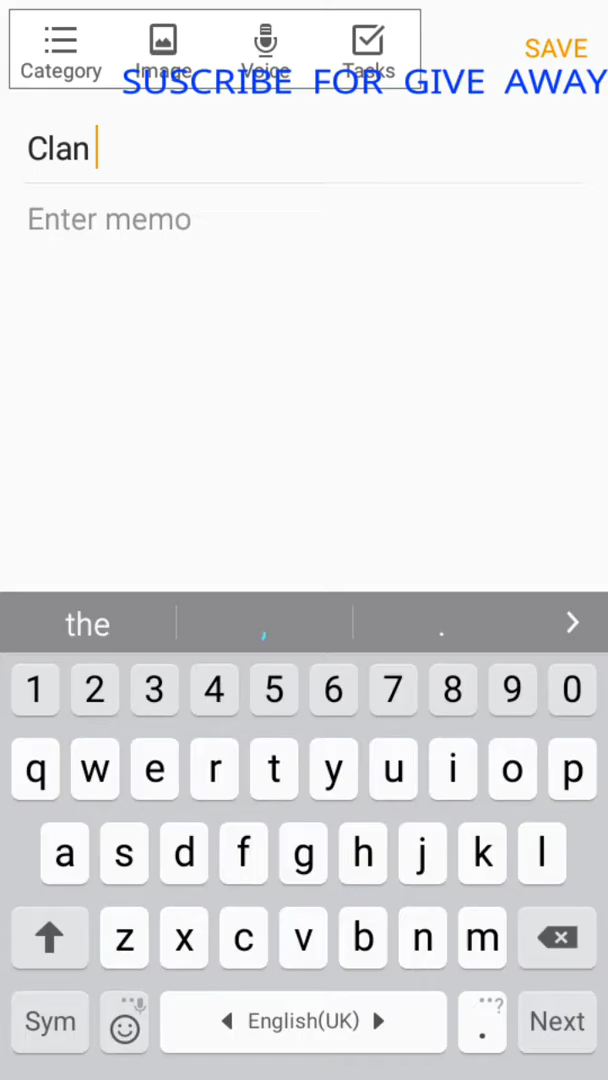 Category Image Voice Tasks SAVE
SUSCRIBE FOR GIVE AWAY
Clan
Enter memo
the , .
1 2 3 4 5 6 7 8 9 0
q w e r t y u i o p
a s d f g h j k l
z x c v b n m
Sym English(UK) . ? Next